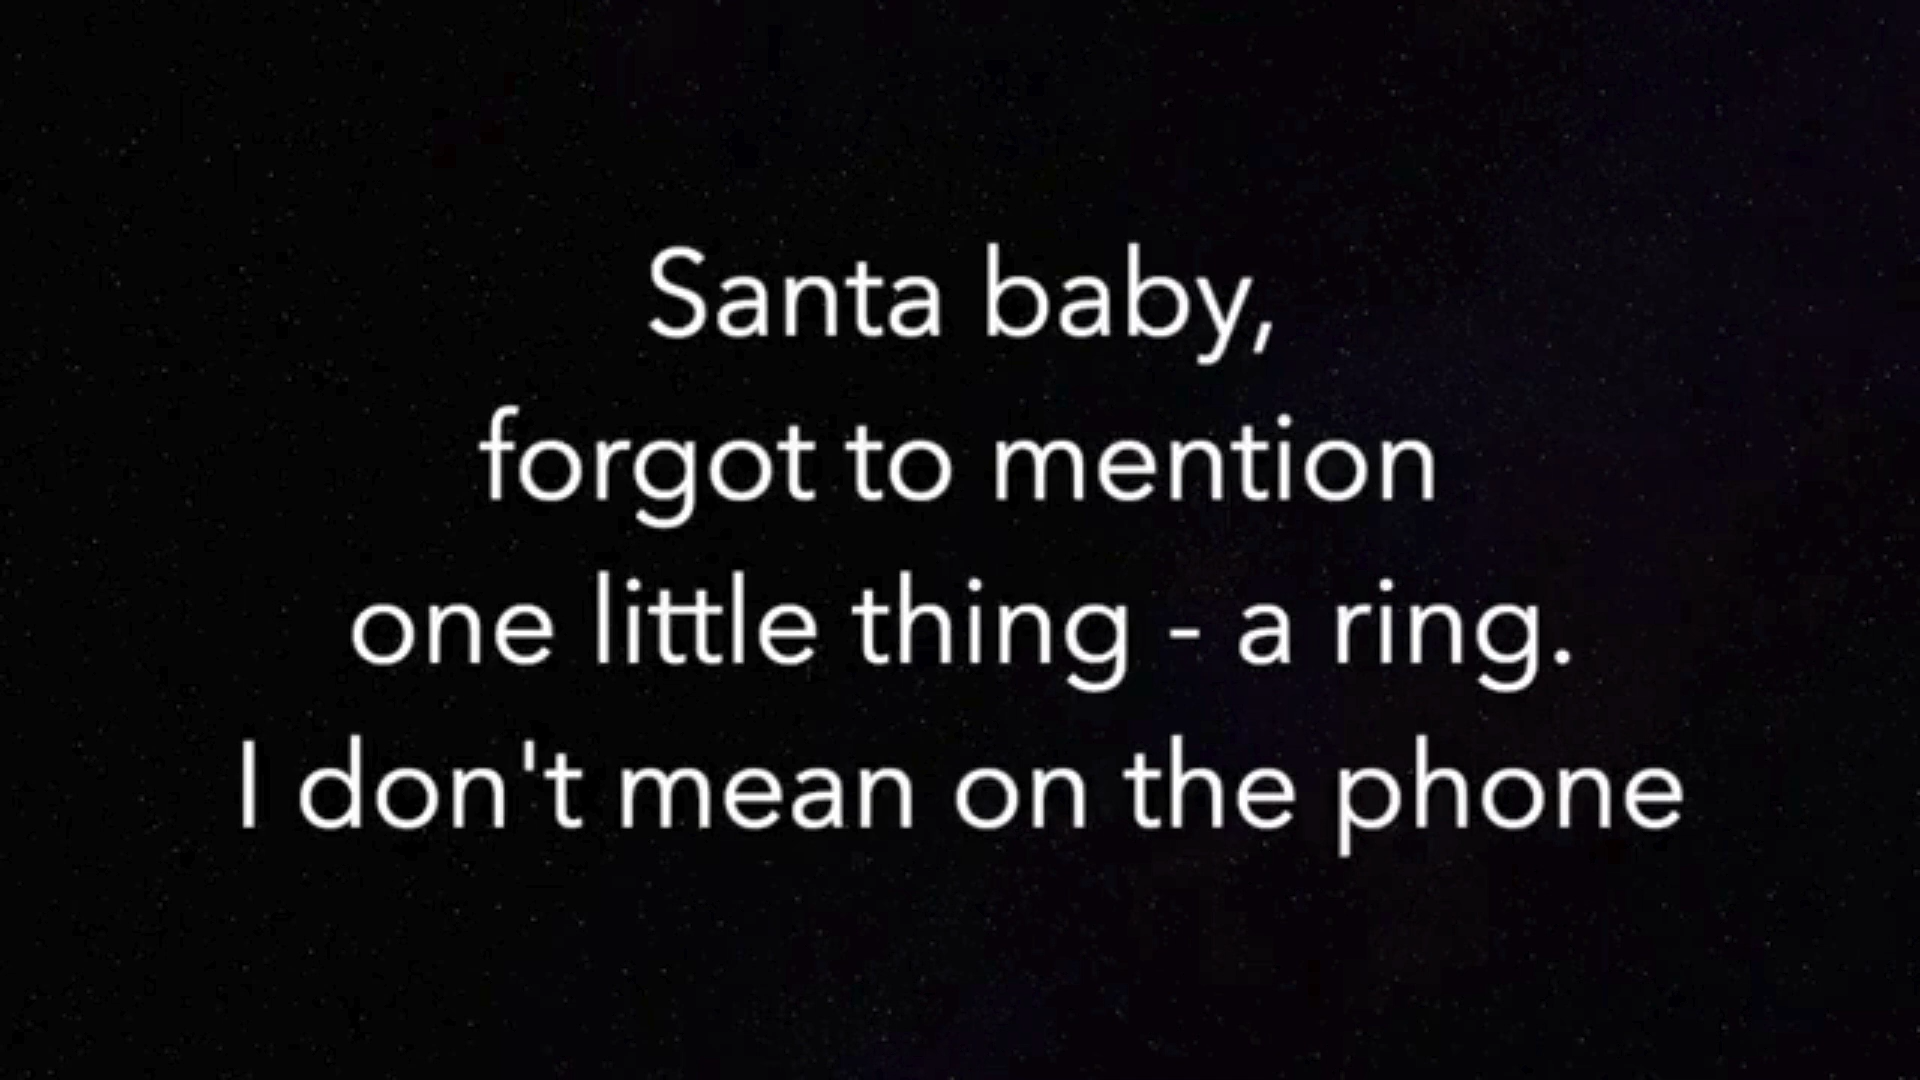 Santa baby,
forgot to mention
one little thing - a ring.
I don't mean on the phone